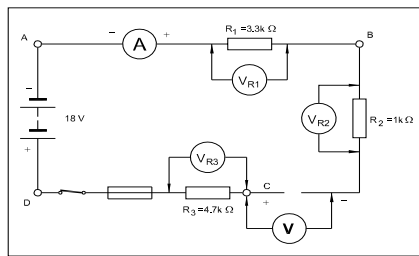 A − A + R1 =3.3k Ω B
VR1
− 18 V + VR2 R2 =1k Ω
VR3
D R3 =4.7k Ω C + −
V